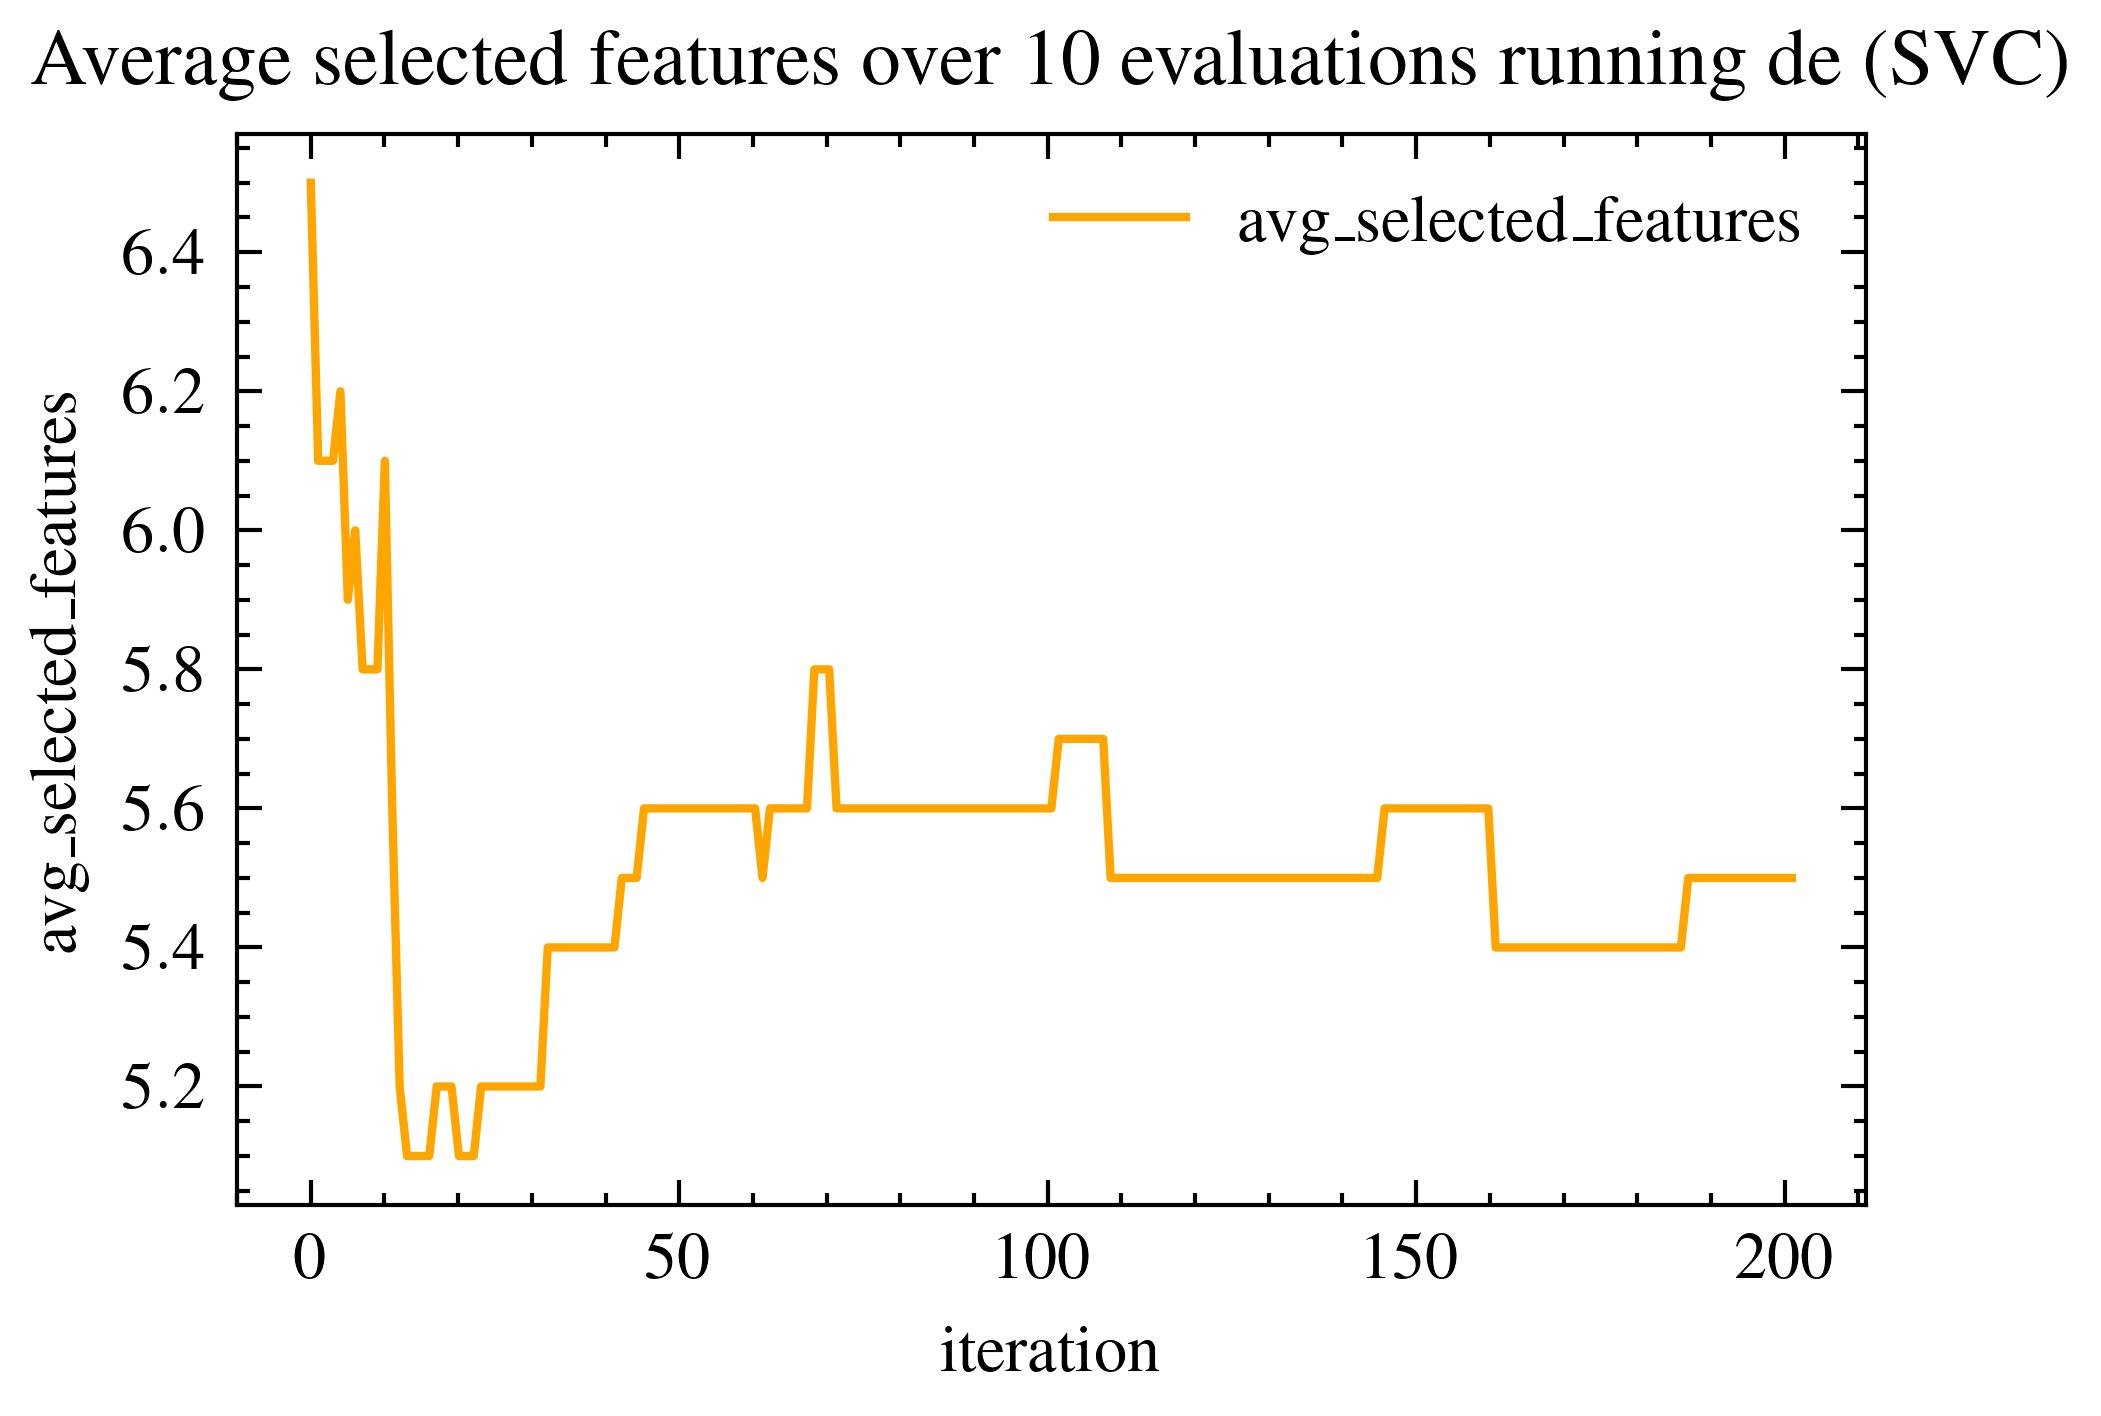 Average selected features over 10 evaluations running de (SVC)
avg_selected_features
6.4
6.2
6.0
5.8
5.6
5.4
5.2
avg_selected_features
0 50 100 150 200
iteration